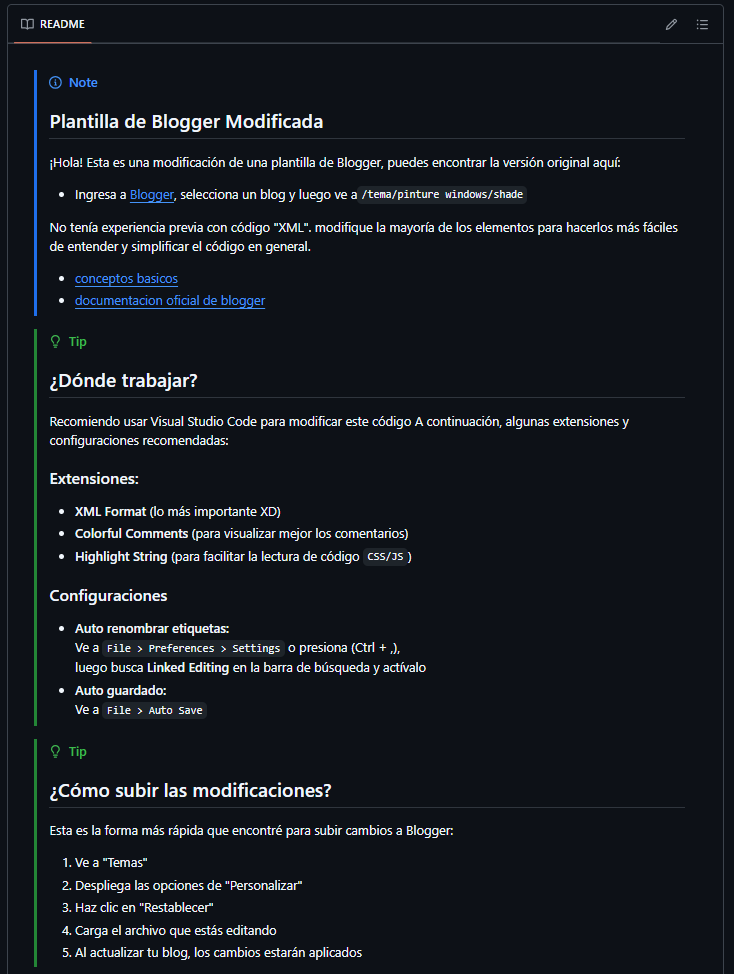 README
Note
Plantilla de Blogger Modificada
¡Hola! Esta es una modificación de una plantilla de Blogger, puedes encontrar la versión original aquí:
Ingresa a Blogger, selecciona un blog y luego ve a /tema/pinture windows/shade
No tenía experiencia previa con código "XML". modifique la mayoría de los elementos para hacerlos más fáciles
de entender y simplificar el código en general.
conceptos basicos
documentacion oficial de blogger
Tip
¿Dónde trabajar?
Recomiendo usar Visual Studio Code para modificar este código A continuación, algunas extensiones y
configuraciones recomendadas:
Extensiones:
XML Format (lo más importante XD)
Colorful Comments (para visualizar mejor los comentarios)
Highlight String (para facilitar la lectura de código CSS/JS )
Configuraciones
Auto renombrar etiquetas:
Ve a File > Preferences > Settings o presiona (Ctrl + ,),
luego busca Linked Editing en la barra de búsqueda y actívalo
Auto guardado:
Ve a File > Auto Save
Tip
¿Cómo subir las modificaciones?
Esta es la forma más rápida que encontré para subir cambios a Blogger:
1. Ve a "Temas"
2. Despliega las opciones de "Personalizar"
3. Haz clic en "Restablecer"
4. Carga el archivo que estás editando
5. Al actualizar tu blog, los cambios estarán aplicados